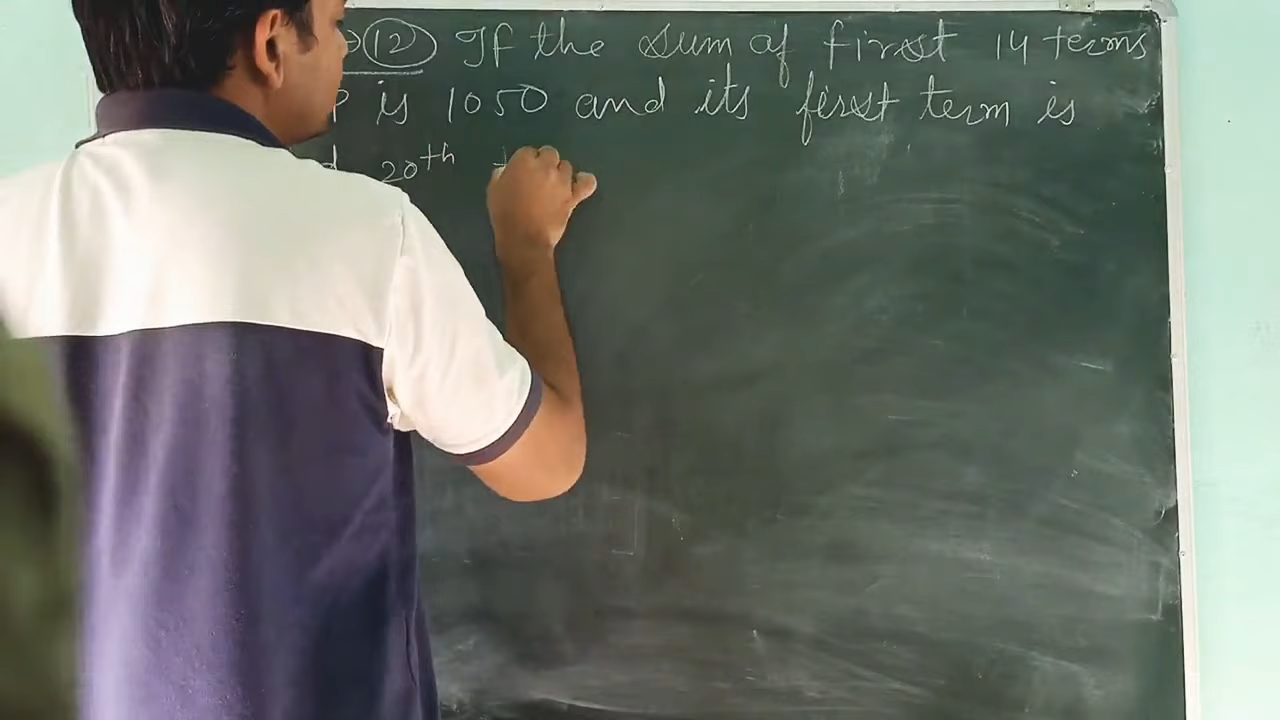 (12) If the sum of first 14 terms
P is 1050 and its first term is
d 20th